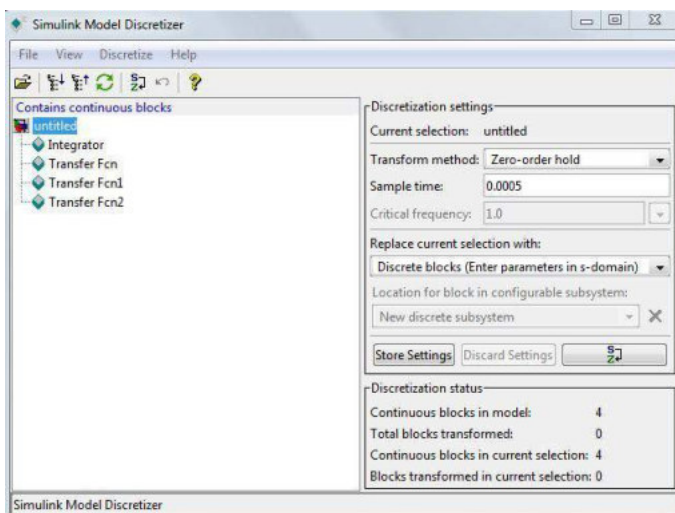 Simulink Model Discretizer
File View Discretize Help
Contains continuous blocks
untitled
Integrator
Transfer Fcn
Transfer Fcn1
Transfer Fcn2
Discretization settings
Current selection: untitled
Transform method: Zero-order hold
Sample time: 0.0005
Critical frequency: 1.0
Replace current selection with:
Discrete blocks (Enter parameters in s-domain)
Location for block in configurable subsystem:
New discrete subsystem
Store Settings Discard Settings S Z
Discretization status
Continuous blocks in model: 4
Total blocks transformed: 0
Continuous blocks in current selection: 4
Blocks transformed in current selection: 0
Simulink Model Discretizer